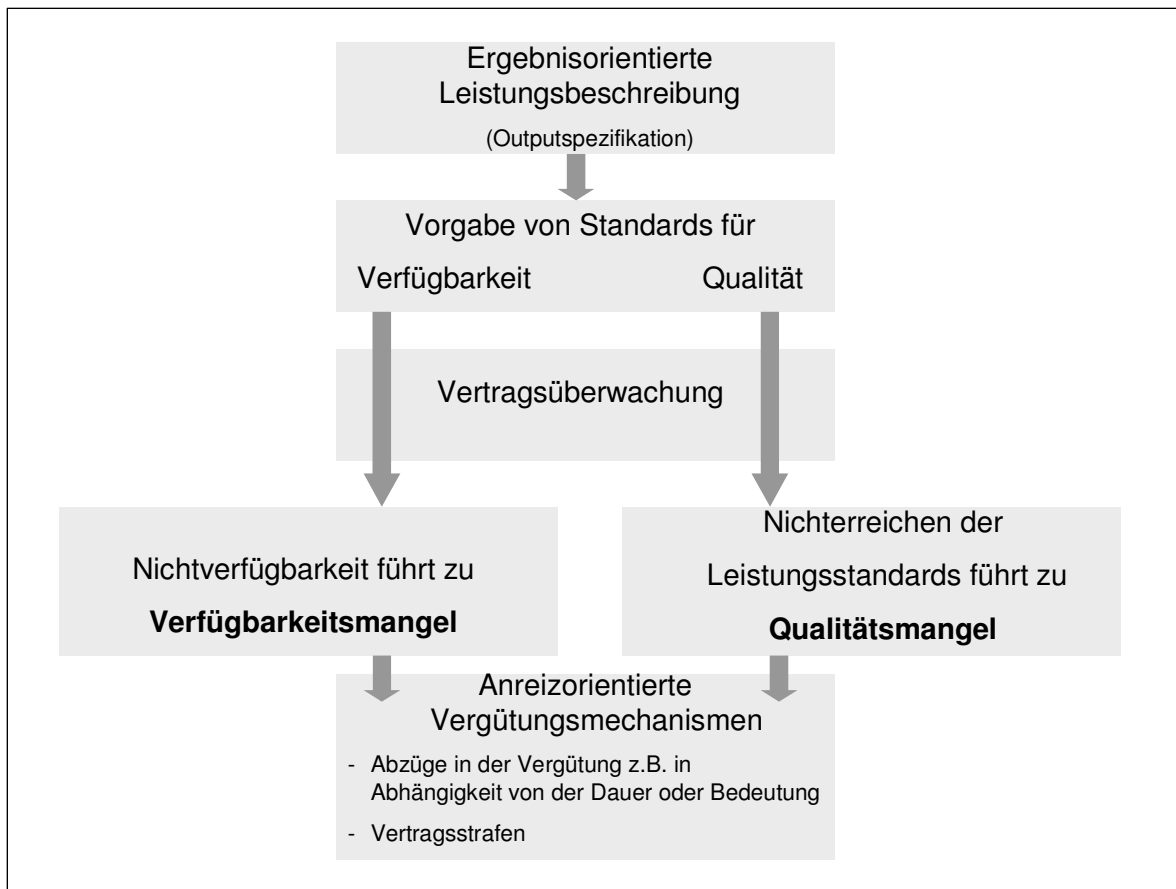 Ergebnisorientierte
Leistungsbeschreibung
(Outputspezifikation)
Vorgabe von Standards für
Verfügbarkeit Qualität
Vertragsüberwachung
Nichtverfügbarkeit führt zu
Verfügbarkeitsmangel
Nichterreichen der
Leistungsstandards führt zu
Qualitätsmangel
Anreizorientierte
Vergütungsmechanismen
- Abzüge in der Vergütung z.B. in
Abhängigkeit von der Dauer oder Bedeutung
- Vertragsstrafen